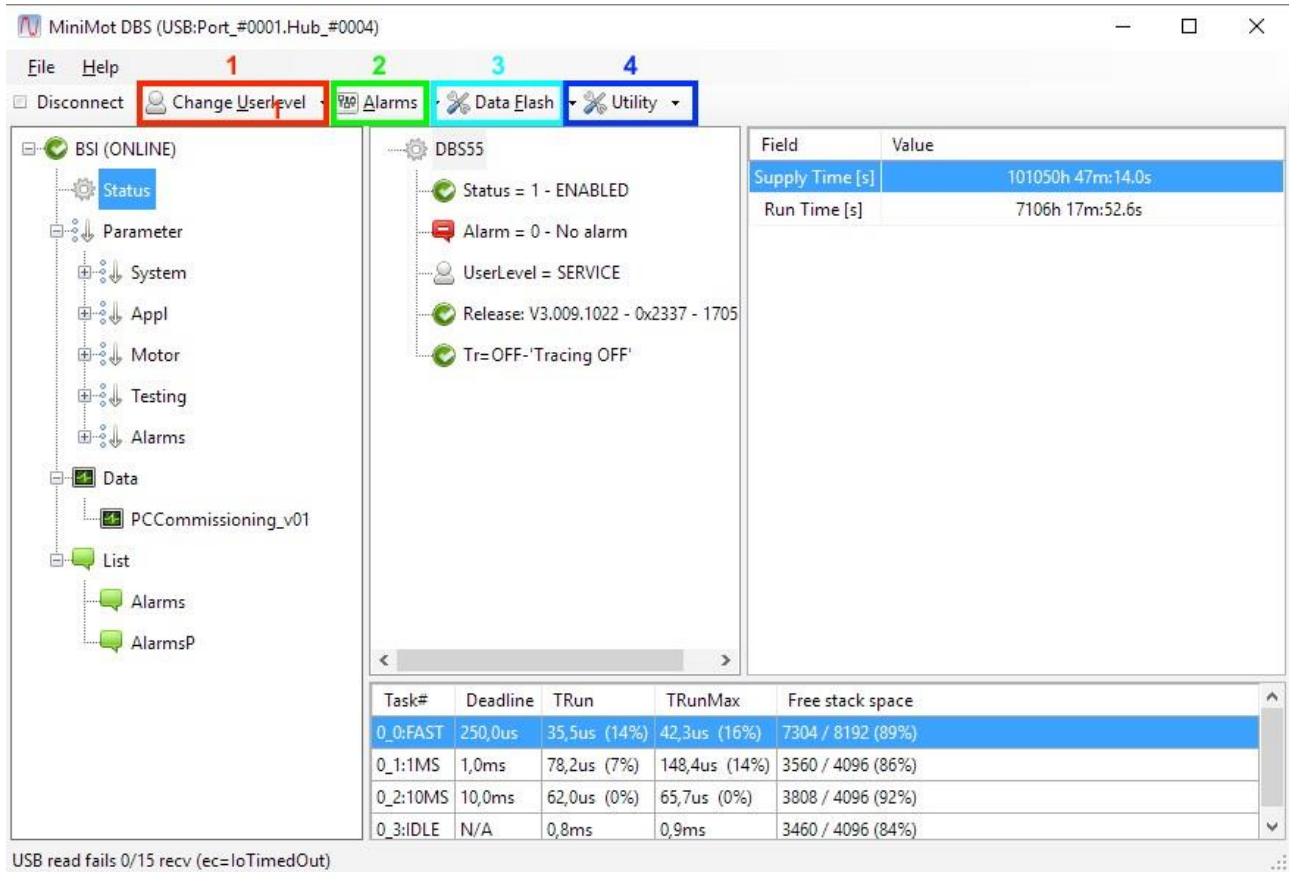 MiniMot DBS (USB:Port_#0001.Hub_#0004)
File Help
1 2 3 4
Disconnect Change Userlevel 1 Alarms Data Flash Utility
BSI (ONLINE)
Status
Parameter
System
Appl
Motor
Testing
Alarms
Data
PCCommissioning_v01
List
Alarms
AlarmsP
DBS55
Status = 1 - ENABLED
Alarm = 0 - No alarm
UserLevel = SERVICE
Release: V3.009.1022 - 0x2337 - 1705
Tr=OFF-'Tracing OFF'
Field Value
Supply Time [s] 101050h 47m:14.0s
Run Time [s] 7106h 17m:52.6s
Task# Deadline TRun TRunMax Free stack space
0_0:FAST 250,0us 35,5us (14%) 42,3us (16%) 7304 / 8192 (89%)
0_1:1MS 1,0ms 78,2us (7%) 148,4us (14%) 3560 / 4096 (86%)
0_2:10MS 10,0ms 62,0us (0%) 65,7us (0%) 3808 / 4096 (92%)
0_3:IDLE N/A 0,8ms 0,9ms 3460 / 4096 (84%)
USB read fails 0/15 recv (ec=IoTimedOut)